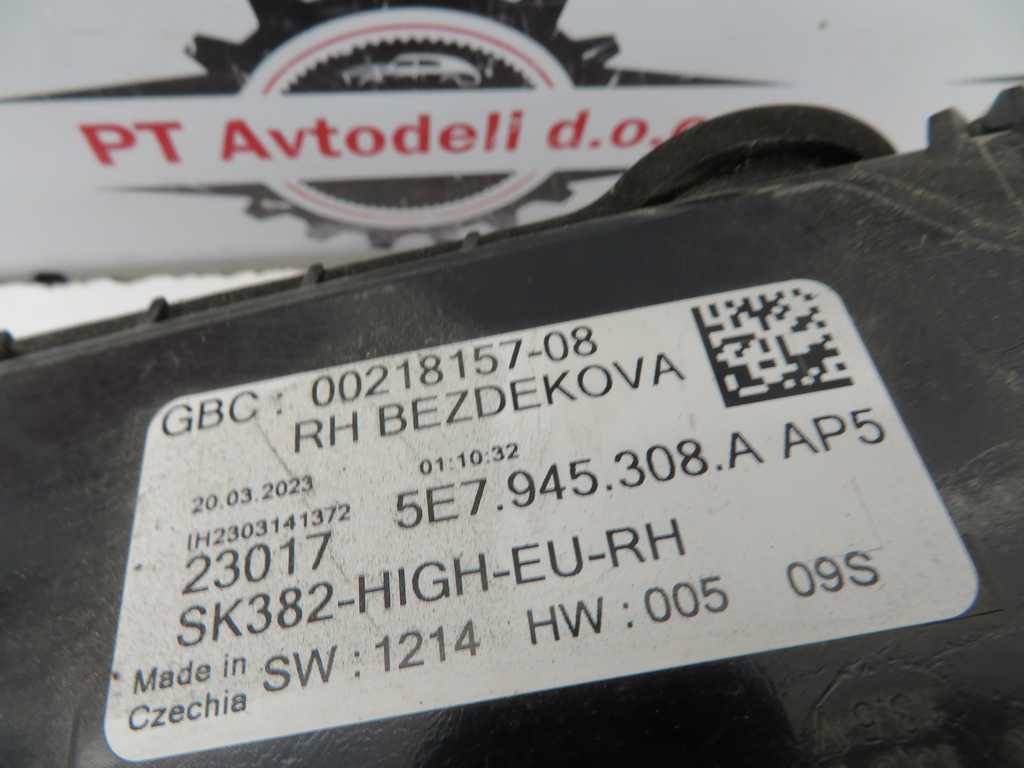 PT Avtodeli d.o.o
GBC : 00218157-08
RH BEZDEKOVA
20.03.2023 01:10:32
IH2303141372 5E7.945.308.A AP5
23017
SK382-HIGH-EU-RH
Made in SW : 1214 HW : 005 09S
Czechia